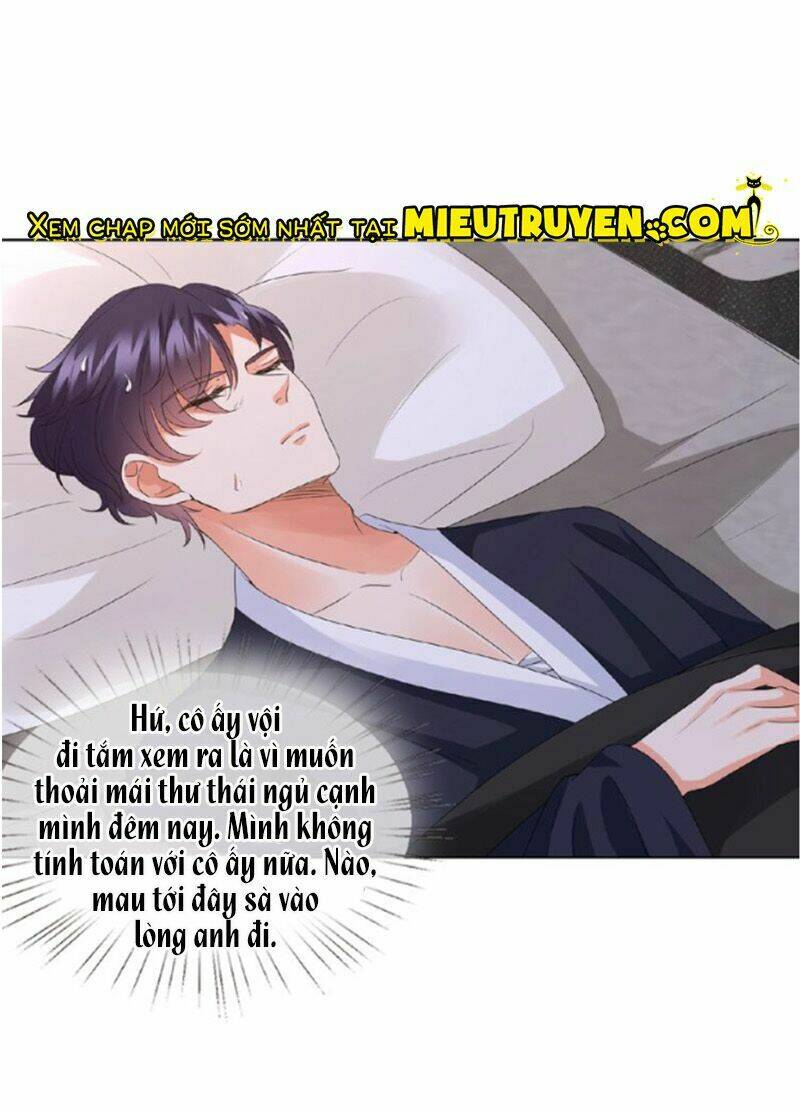 XEM CHAP MỚI SỚM NHẤT TẠI MIEUTRUYEN.COM
Hứ, cô ấy vội
đi tắm xem ra là vì muốn
thoải mái thư thái ngủ cạnh
mình đêm nay. Mình không
tính toán với cô ấy nữa. Nào,
mau tới đây sà vào
lòng anh đi.